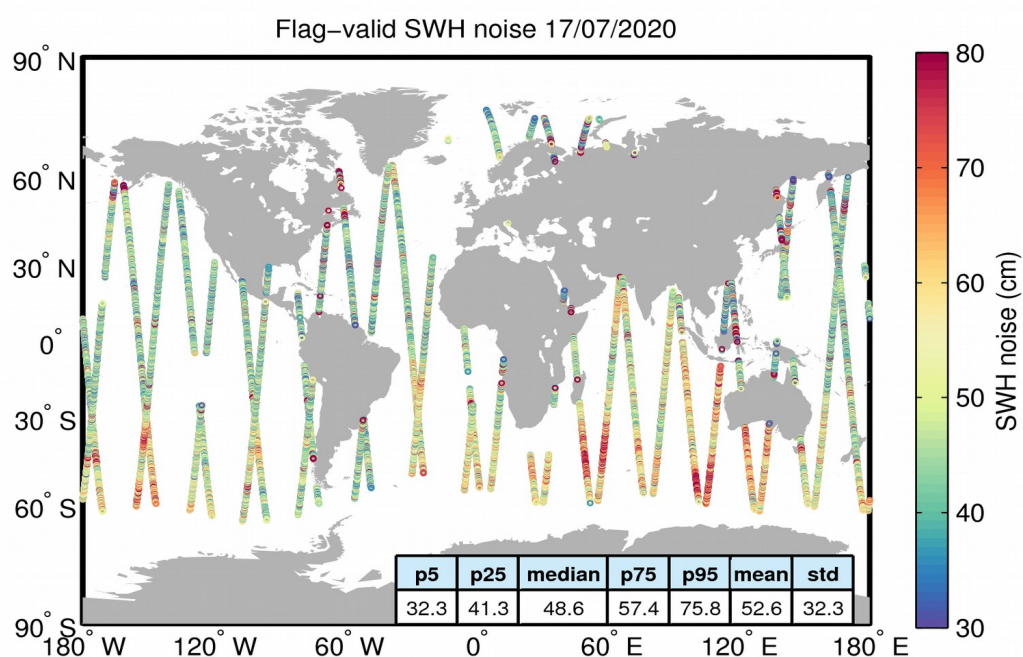 Flag−valid SWH noise 17/07/2020
90° N
60° N
30° N
0°
30° S
60° S
90° S
180° W
120° W
60° W
0°
60° E
120° E
180° E
p5 p25 median p75 p95 mean std
32.3 41.3 48.6 57.4 75.8 52.6 32.3
80
70
60
50
40
30
SWH noise (cm)